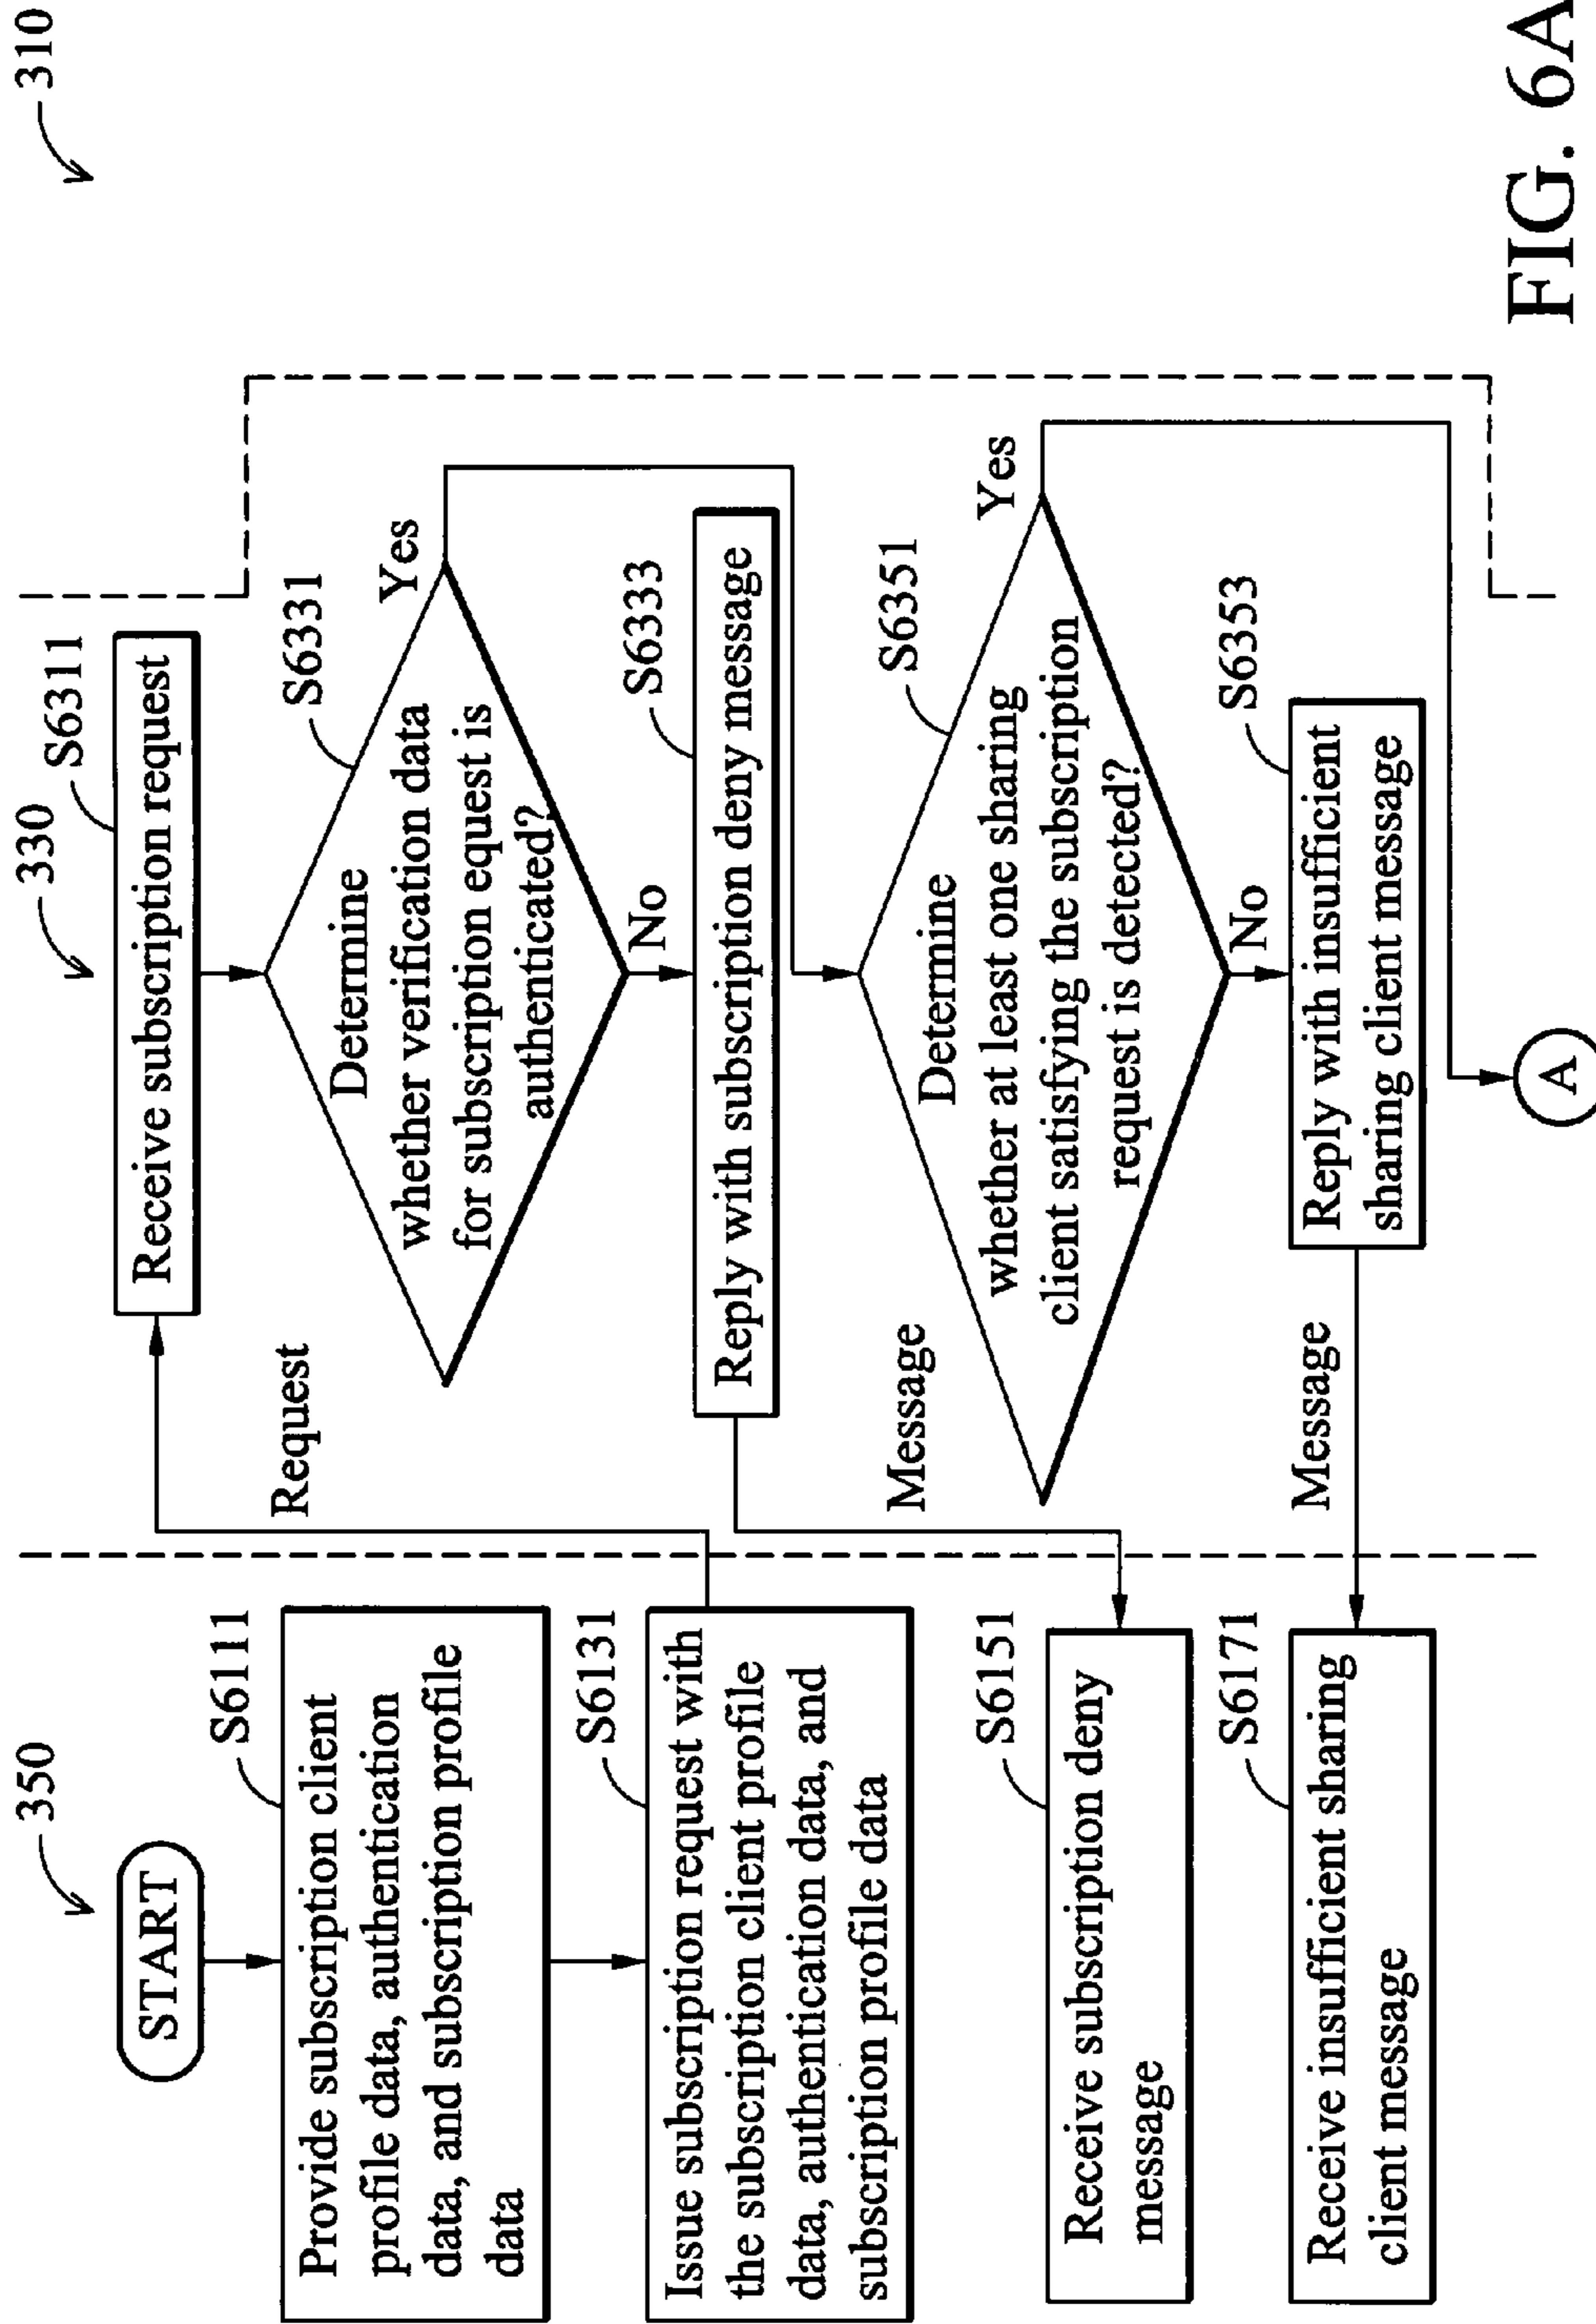 350
START
S6111
Provide subscription client
profile data, authentication
data, and subscription profile
data
S6131
Issue subscription request with
the subscription client profile
data, authentication data, and
subscription profile data
S6151
Receive subscription deny
message
S6171
Receive insufficient sharing
client message
Request
Message
Message
330
S6311
Receive subscription request
S6331
Determine
whether verification data
for subscription equest is
authenticated?
Yes
No
S6333
Reply with subscription deny message
S6351
Determine
whether at least one sharing
client satisfying the subscription
request is detected?
Yes
No
S6353
Reply with insufficient
sharing client message
A
310
FIG. 6A